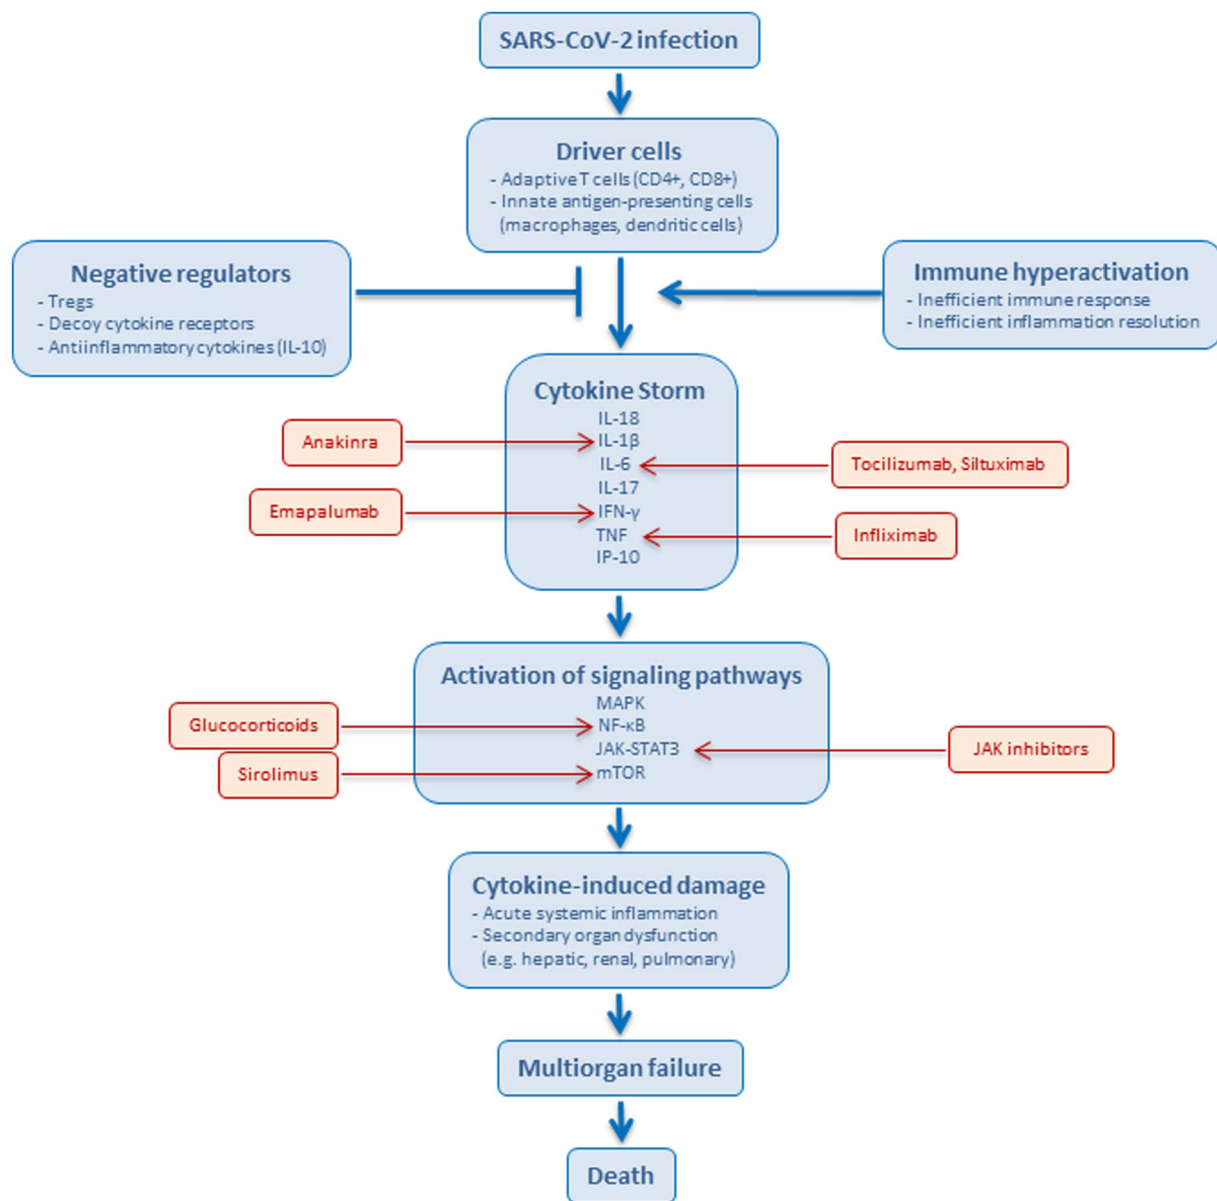 SARS-CoV-2 infection
Driver cells
- Adaptive T cells (CD4+, CD8+)
- Innate antigen-presenting cells
(macrophages, dendritic cells)
Negative regulators
- Tregs
- Decoy cytokine receptors
- Antiinflammatory cytokines (IL-10)
Immune hyperactivation
- Inefficient immune response
- Inefficient inflammation resolution
Cytokine Storm
IL-18
IL-1β
IL-6
IL-17
IFN-γ
TNF
IP-10
Anakinra
Emapalumab
Tocilizumab, Siltuximab
Infliximab
Activation of signaling pathways
MAPK
NF-κB
JAK-STAT3
mTOR
Glucocorticoids
Sirolimus
JAK inhibitors
Cytokine-induced damage
- Acute systemic inflammation
- Secondary organ dysfunction
(e.g. hepatic, renal, pulmonary)
Multiorgan failure
Death